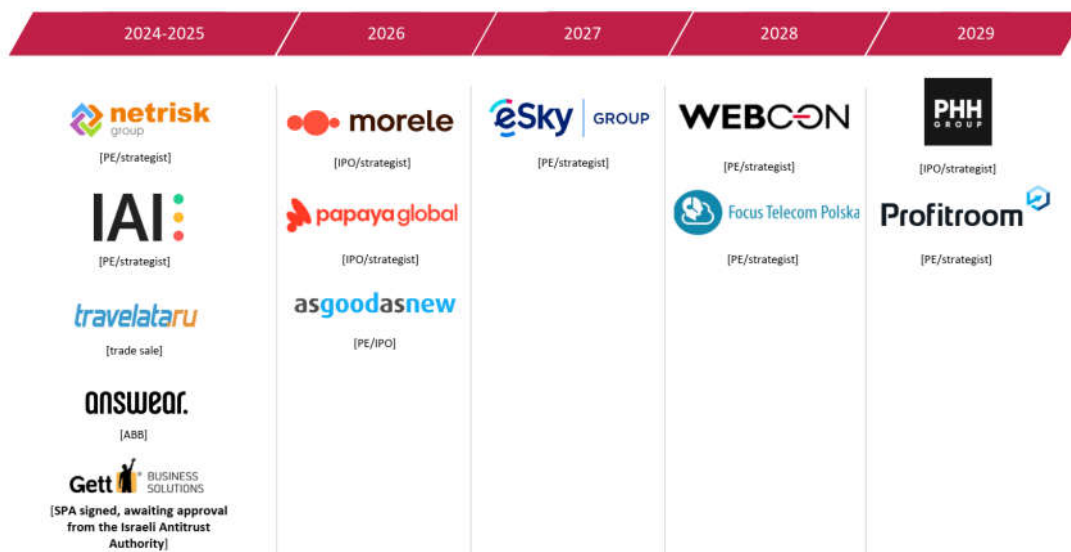 2024-2025
2026
2027
2028
2029
netrisk
group
[PE/strategist]
IAI
[PE/strategist]
travelataru
[trade sale]
answear.
[ABB]
Gett BUSINESS
SOLUTIONS
[SPA signed, awaiting approval
from the Israeli Antitrust
Authority]
morele
[IPO/strategist]
papaya global
[IPO/strategist]
asgoodasnew
[PE/IPO]
eSky GROUP
[PE/strategist]
WEBCON
[PE/strategist]
Focus Telecom Polska
[PE/strategist]
PHH
GROUP
[IPO/strategist]
Profitroom
[PE/strategist]